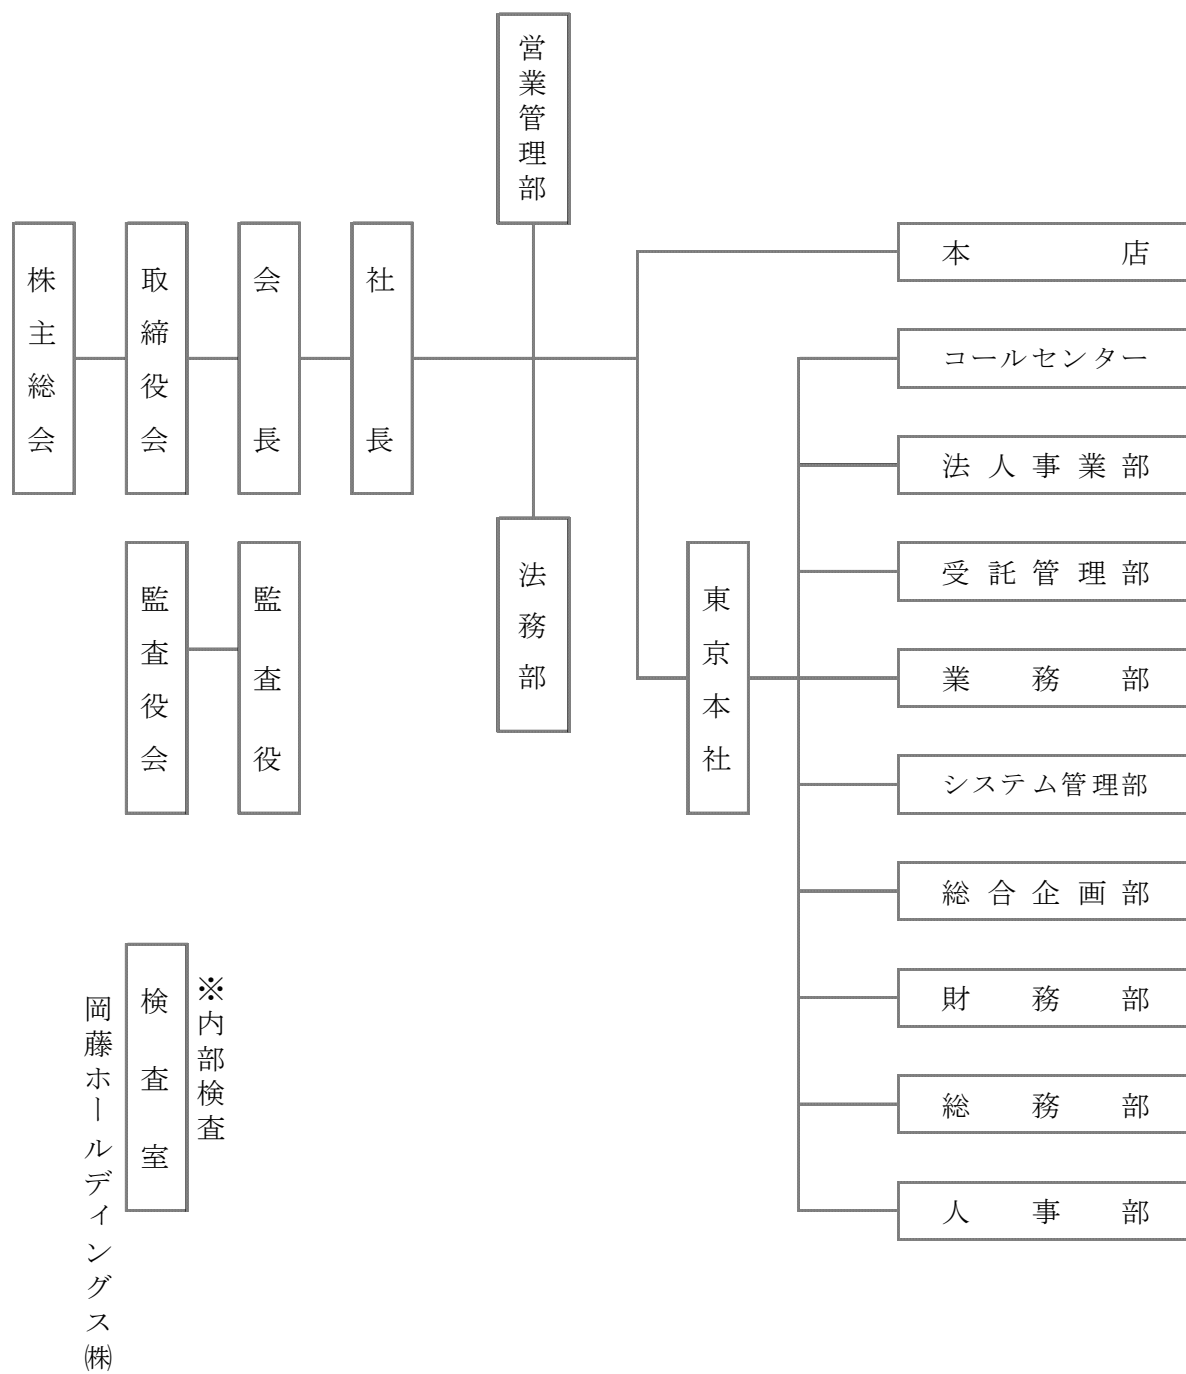 営業管理部
株主総会
取締役会
会長
社長
本店
コールセンター
法人事業部
受託管理部
業務部
システム管理部
総合企画部
財務部
総務部
人事部
法務部
東京本社
監査役会
監査役
岡藤ホールディングス㈱
検査室
※内部検査